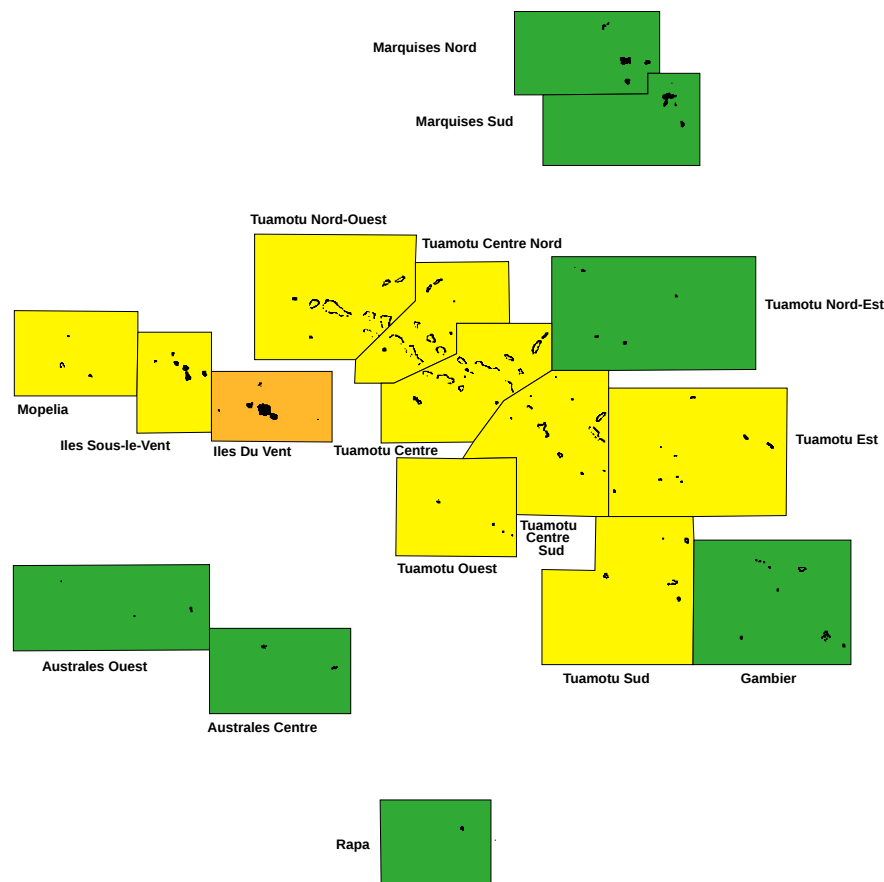 Marquises Nord
Marquises Sud
Tuamotu Nord-Ouest
Tuamotu Centre Nord
Tuamotu Nord-Est
Mopelia
Iles Sous-le-Vent
Iles Du Vent
Tuamotu Centre
Tuamotu Est
Tuamotu
Centre
Sud
Tuamotu Ouest
Australes Ouest
Tuamotu Sud
Gambier
Australes Centre
Rapa